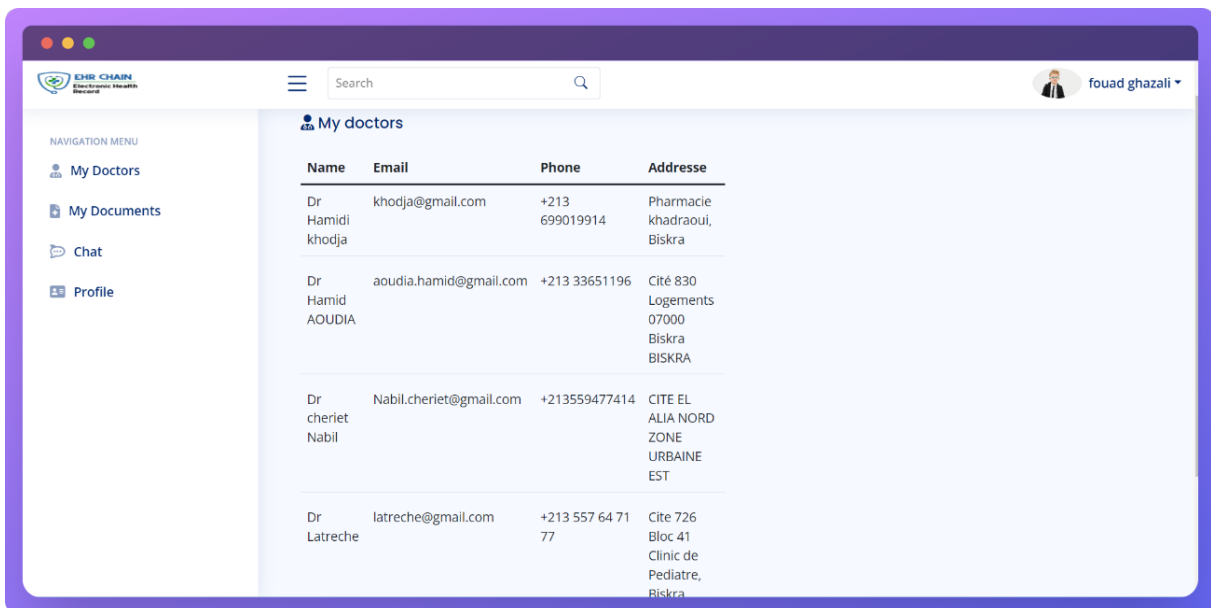 EHR CHAIN
Electronic Health
Record
Search
fouad ghazali
NAVIGATION MENU
My Doctors
My Documents
Chat
Profile
My doctors
Name Email Phone Addresse
Dr khodja@gmail.com +213 Pharmacie
Hamidi 699019914 khadraoui,
khodja Biskra
Dr aoudia.hamid@gmail.com +213 33651196 Cité 830
Hamid Logements
AOUDIA 07000
Biskra
BISKRA
Dr Nabil.cheriet@gmail.com +213559477414 CITE EL
cheriet ALIA NORD
Nabil ZONE
URBAINE
EST
Dr latreche@gmail.com +213 557 64 71 Cite 726
Latreche 77 Bloc 41
Clinic de
Pediatre,
Biskra